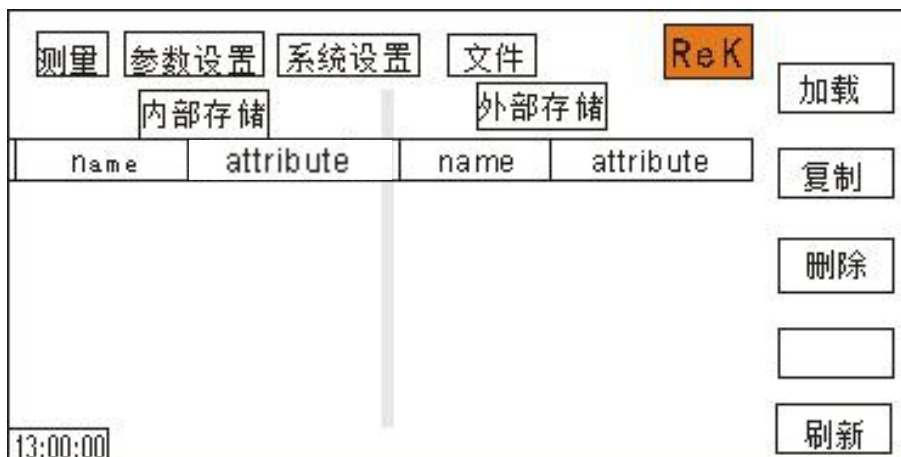 测量 参数设置 系统设置 文件 ReK
内部存储 外部存储
name attribute name attribute
加载
复制
删除
刷新
13:00:00